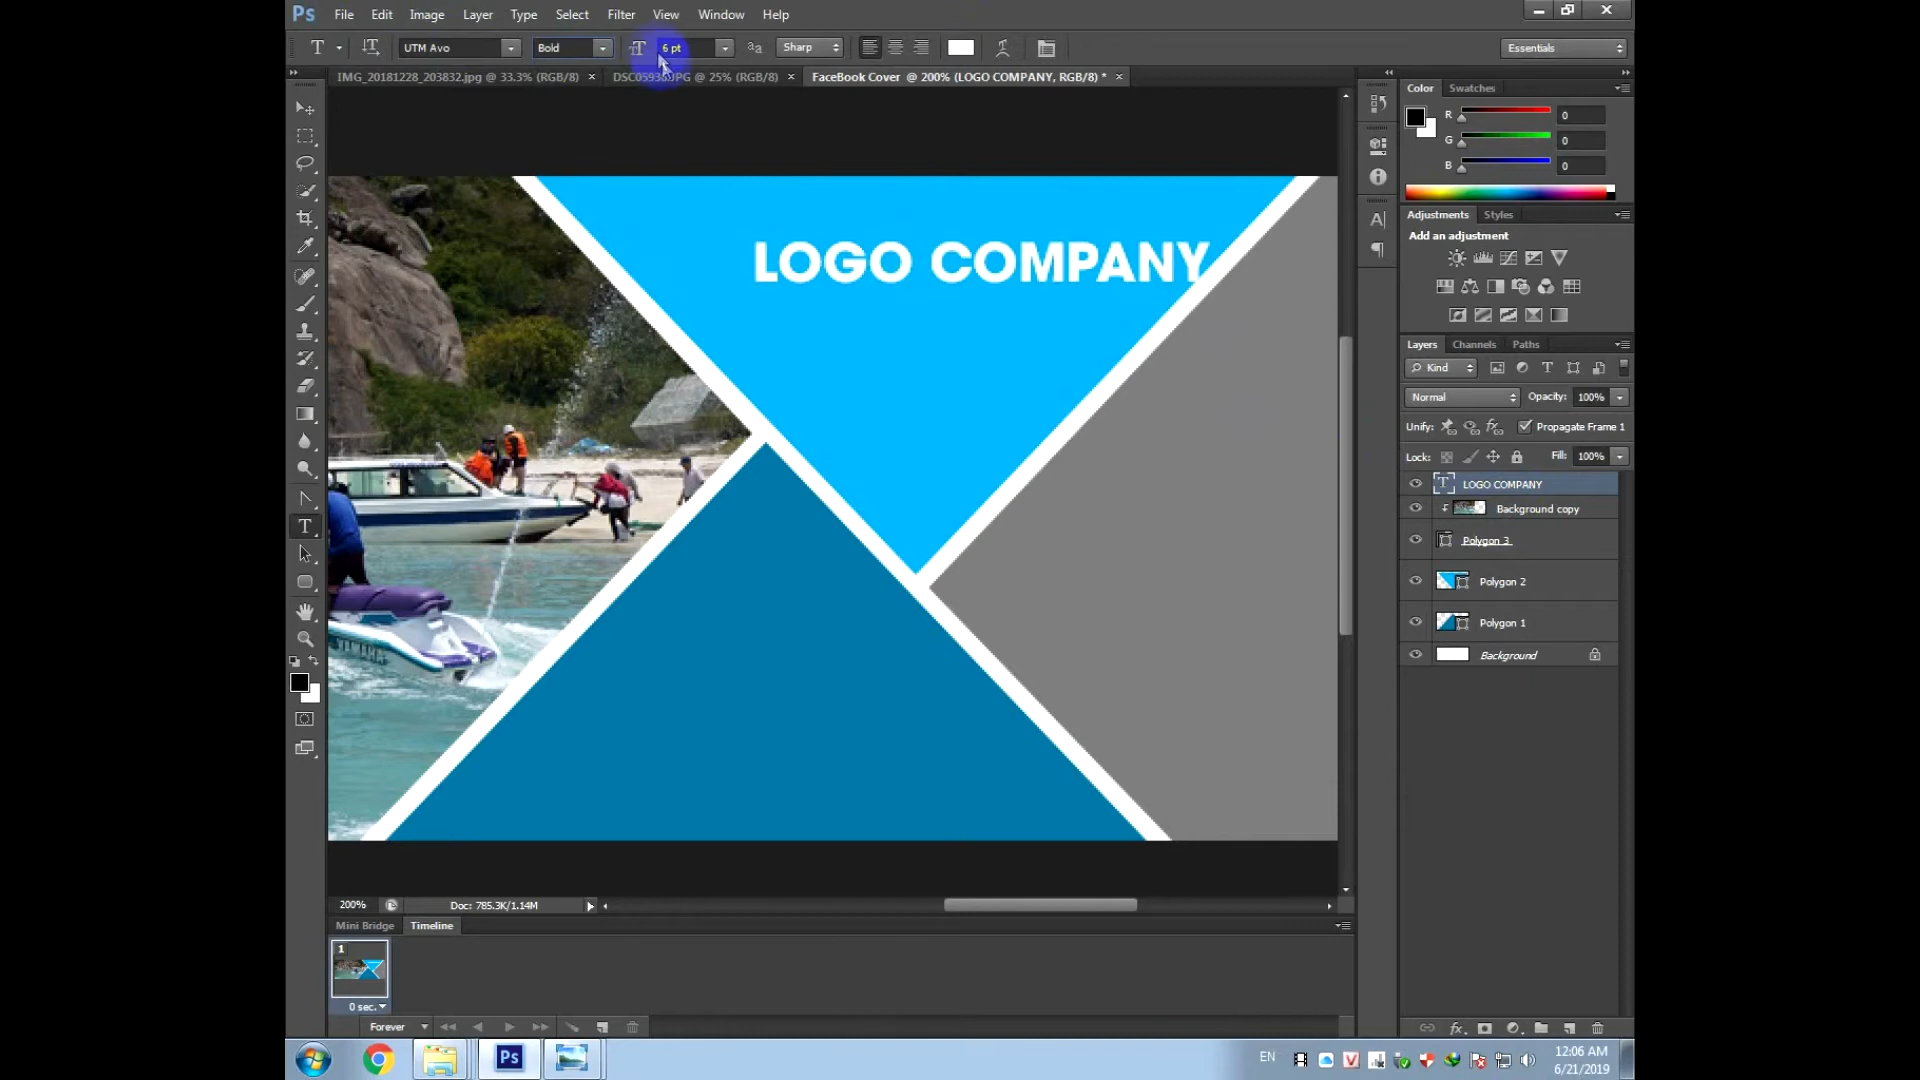 Ps File Edit Image Layer Type Select Filter View Window Help
T UTM Avo Bold 6 pt Sharp Essentials
IMG_20181228_203832.jpg @ 33.3% (RGB/8) × JPG @ 25% (RGB/8) × FaceBook Cover @ 200% (LOGO COMPANY, RGB/8) * ×
Color Swatches
R 0
G 0
B 0
Adjustments Styles
Add an adjustment
LOGO COMPANY
Layers Channels Paths
Kind
Normal Opacity: 100%
Unify: Propagate Frame 1
Lock: Fill: 100%
LOGO COMPANY
Background copy
Polygon 3
Polygon 2
Polygon 1
Background
200% Doc: 785.3K/1.14M
Mini Bridge Timeline
1
0 sec.
Forever
Ps EN 12:06 AM
6/21/2019